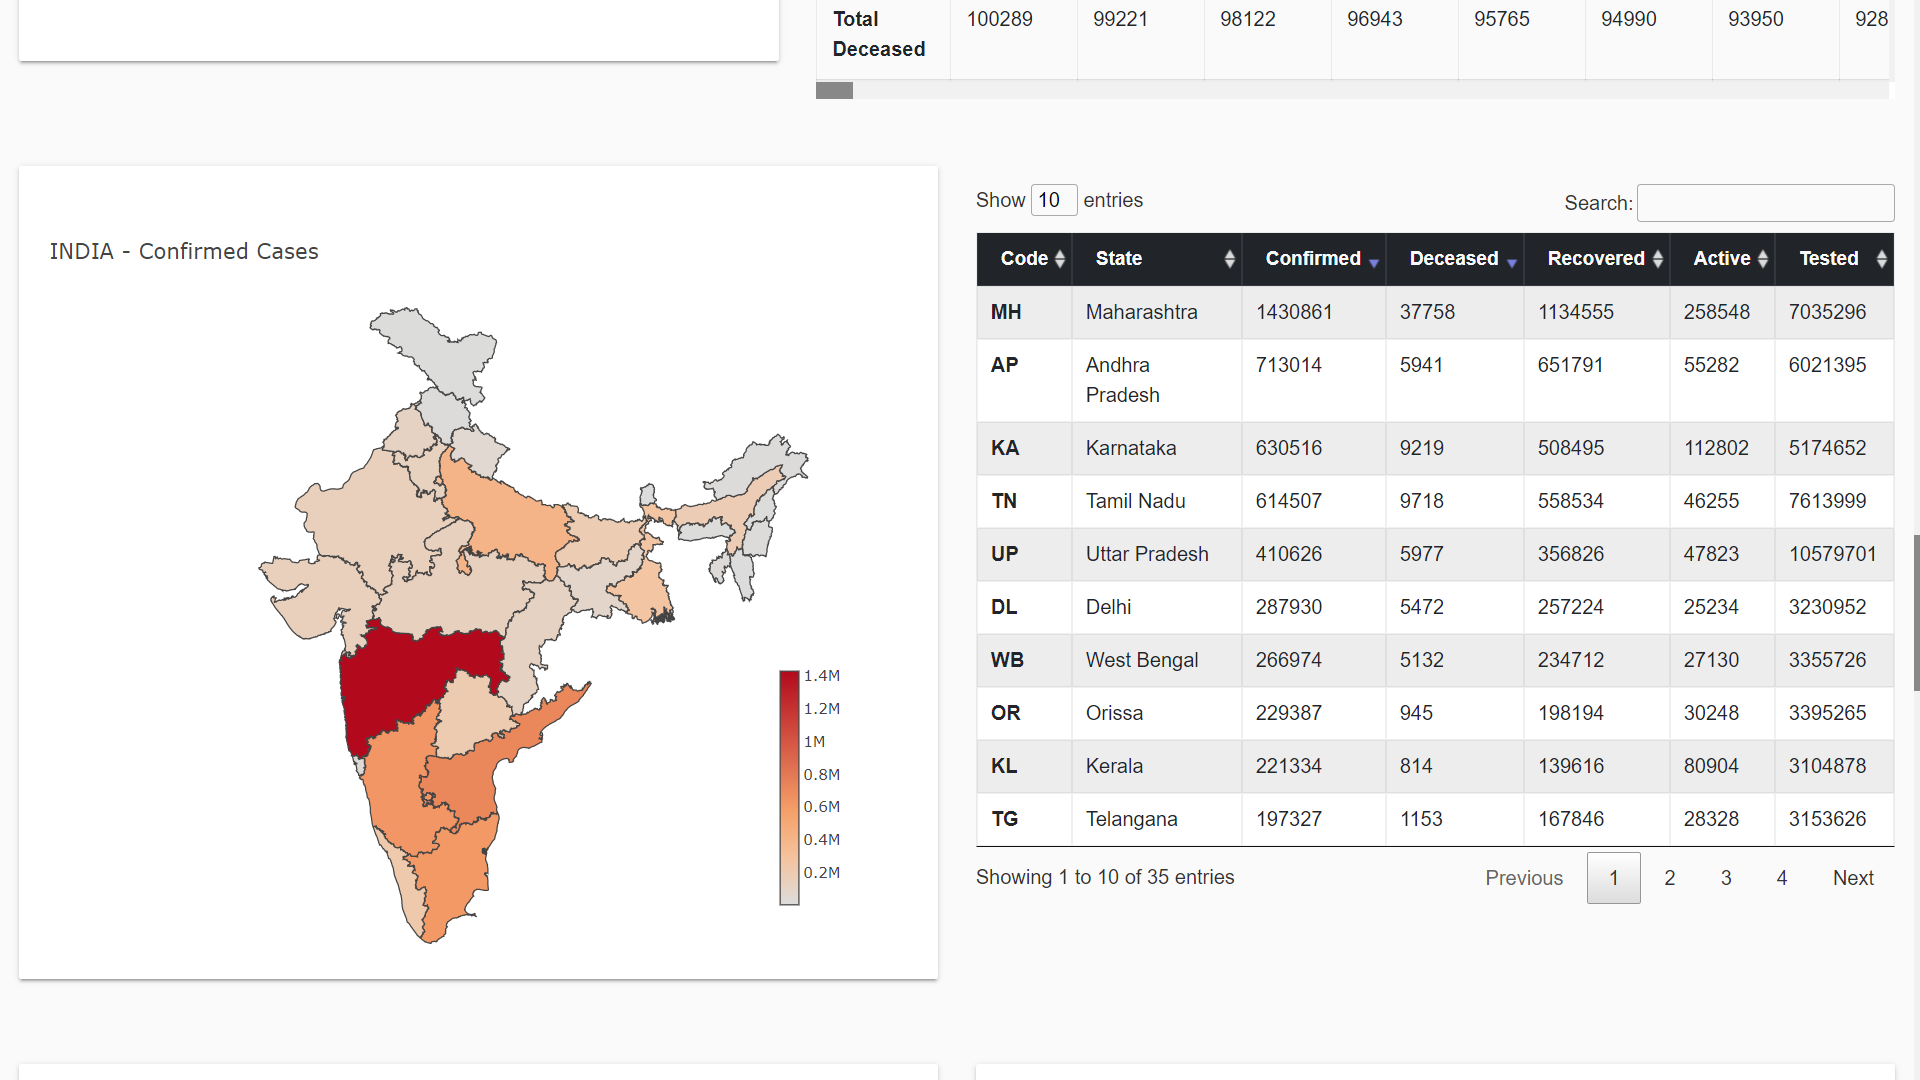 Total Deceased 100289 99221 98122 96943 95765 94990 93950 928
INDIA - Confirmed Cases
1.4M
1.2M
1M
0.8M
0.6M
0.4M
0.2M
Show 10 entries
Search:
Code State Confirmed Deceased Recovered Active Tested
MH Maharashtra 1430861 37758 1134555 258548 7035296
AP Andhra Pradesh 713014 5941 651791 55282 6021395
KA Karnataka 630516 9219 508495 112802 5174652
TN Tamil Nadu 614507 9718 558534 46255 7613999
UP Uttar Pradesh 410626 5977 356826 47823 10579701
DL Delhi 287930 5472 257224 25234 3230952
WB West Bengal 266974 5132 234712 27130 3355726
OR Orissa 229387 945 198194 30248 3395265
KL Kerala 221334 814 139616 80904 3104878
TG Telangana 197327 1153 167846 28328 3153626
Showing 1 to 10 of 35 entries
Previous 1 2 3 4 Next